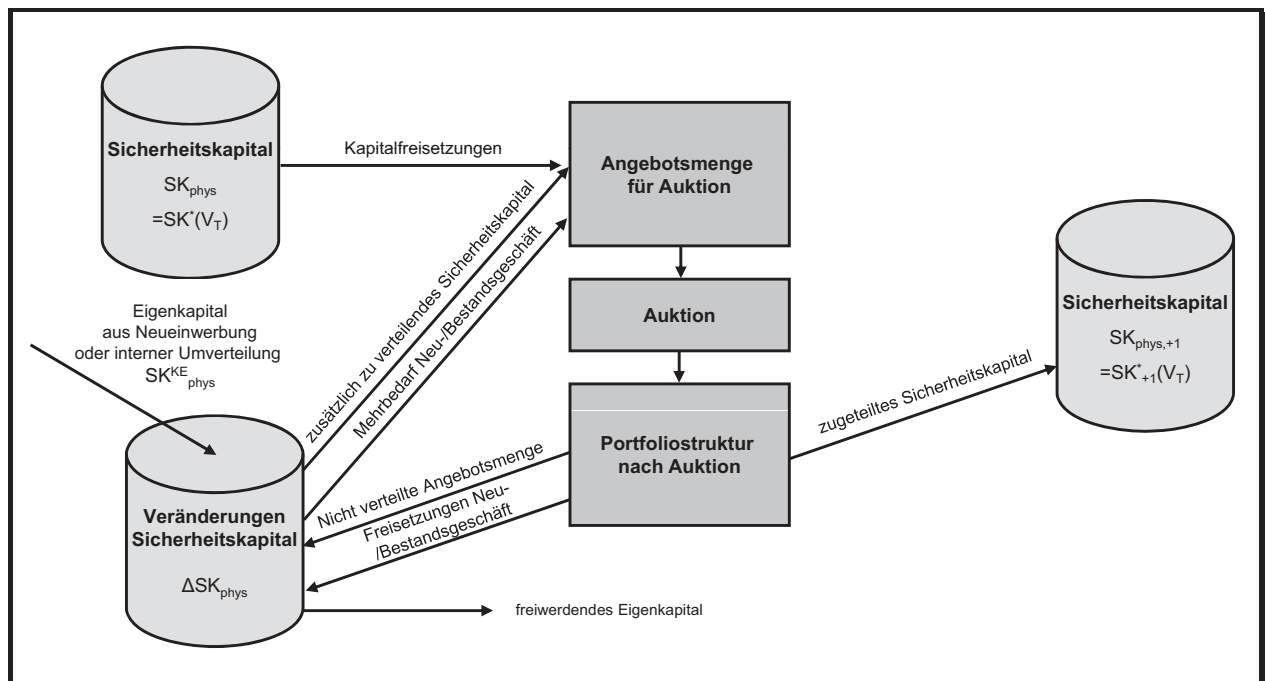 Sicherheitskapital
SK_phys
=SK*(V_T)
Kapitalfreisetzungen
Angebotsmenge
für Auktion
zusätzlich zu verteilendes Sicherheitskapital
Mehrbedarf Neu-/Bestandsgeschäft
Auktion
Eigenkapital
aus Neueinwerbung
oder interner Umverteilung
SK^KE_phys
Sicherheitskapital
SK_phys,+1
=SK*_+1(V_T)
zugeteiltes Sicherheitskapital
Portfoliostruktur
nach Auktion
Nicht verteilte Angebotsmenge
Freisetzungen Neu-
/Bestandsgeschäft
Veränderungen
Sicherheitskapital
ΔSK_phys
freiwerdendes Eigenkapital